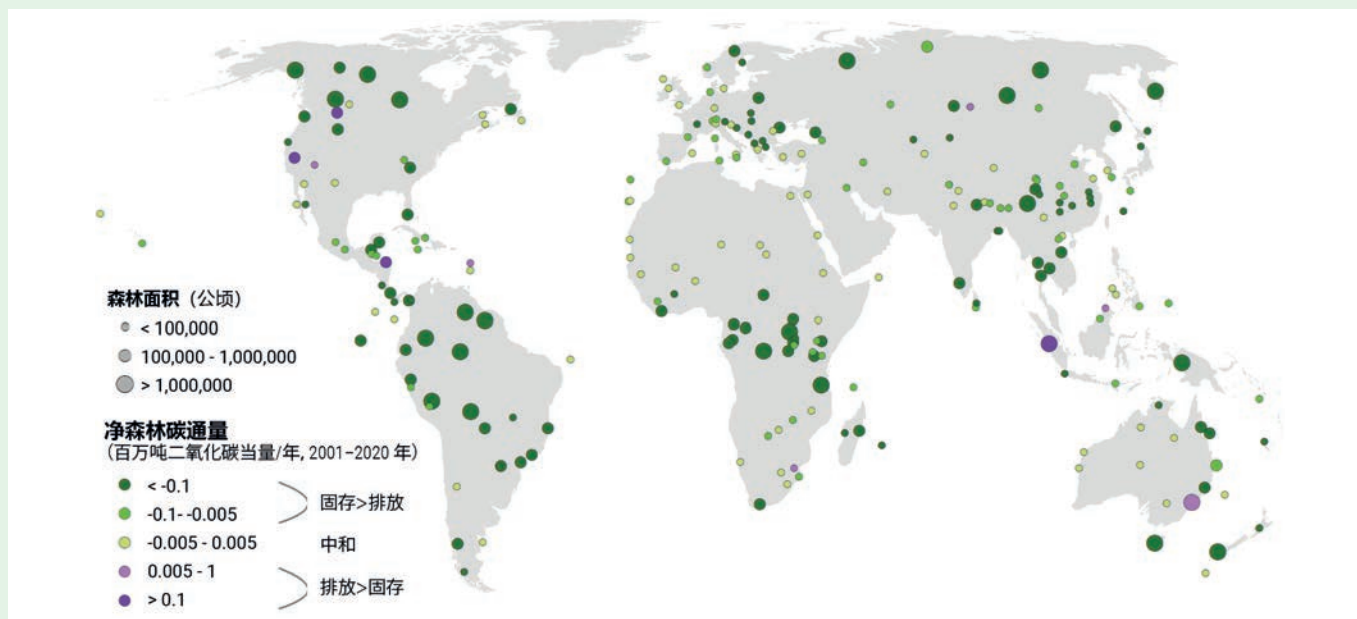 森林面积（公顷）
< 100,000
100,000 - 1,000,000
> 1,000,000
净森林碳通量
（百万吨二氧化碳当量/年, 2001–2020 年）
< -0.1
-0.1- -0.005
固存>排放
-0.005 - 0.005
中和
0.005 - 1
排放>固存
> 0.1